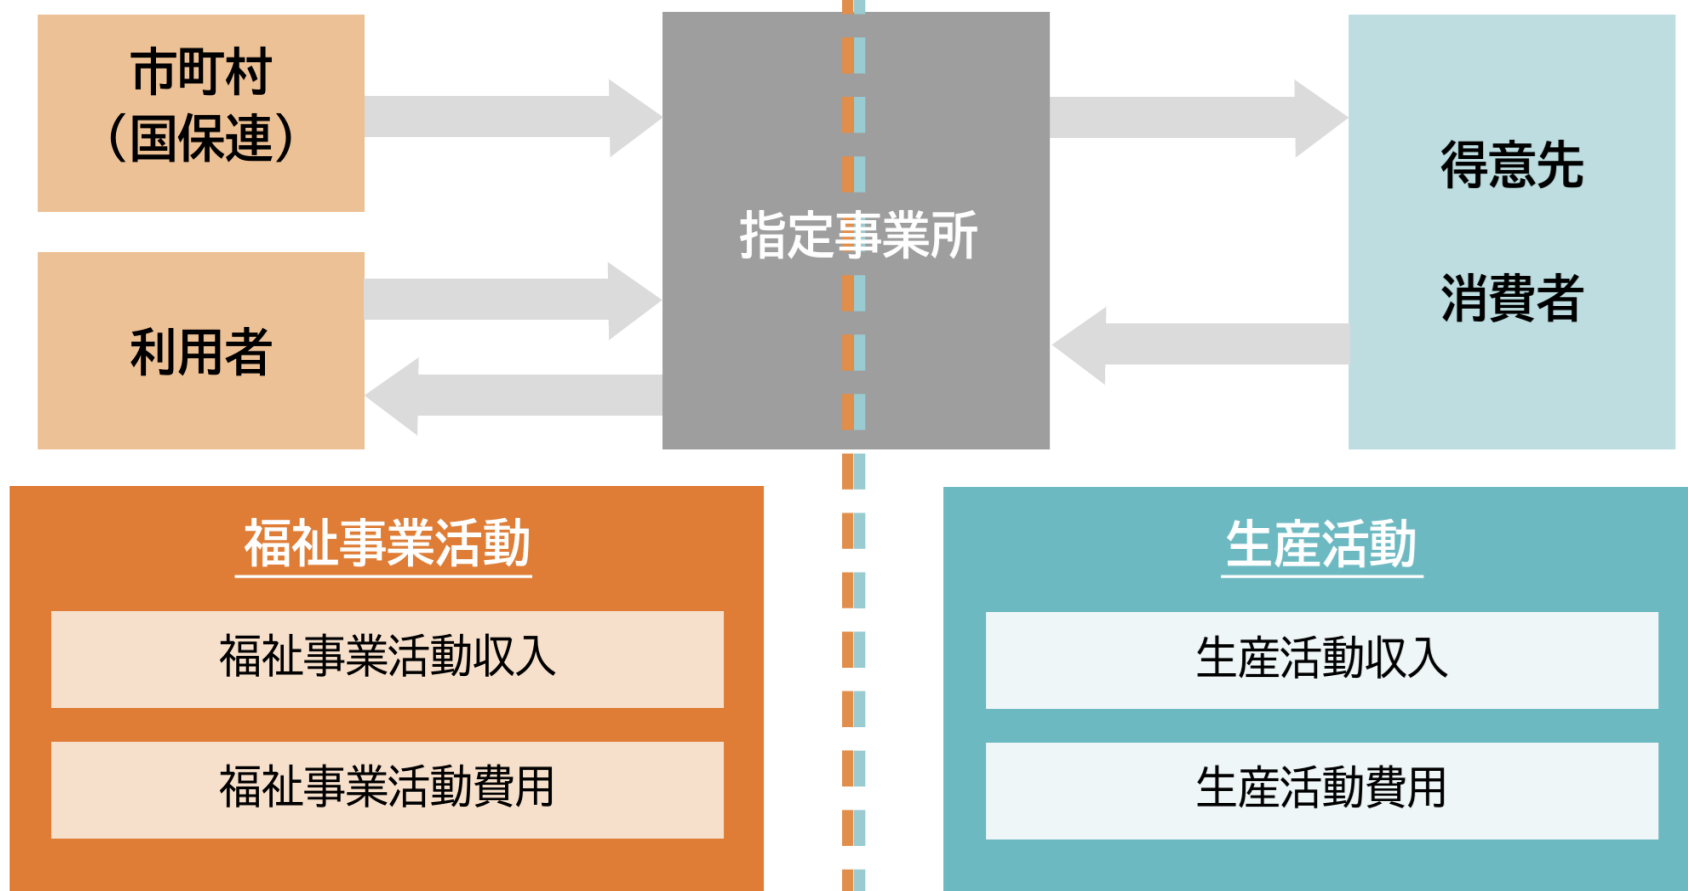 市町村
（国保連）
利用者
指定事業所
得意先
消費者
福祉事業活動
福祉事業活動収入
福祉事業活動費用
生産活動
生産活動収入
生産活動費用